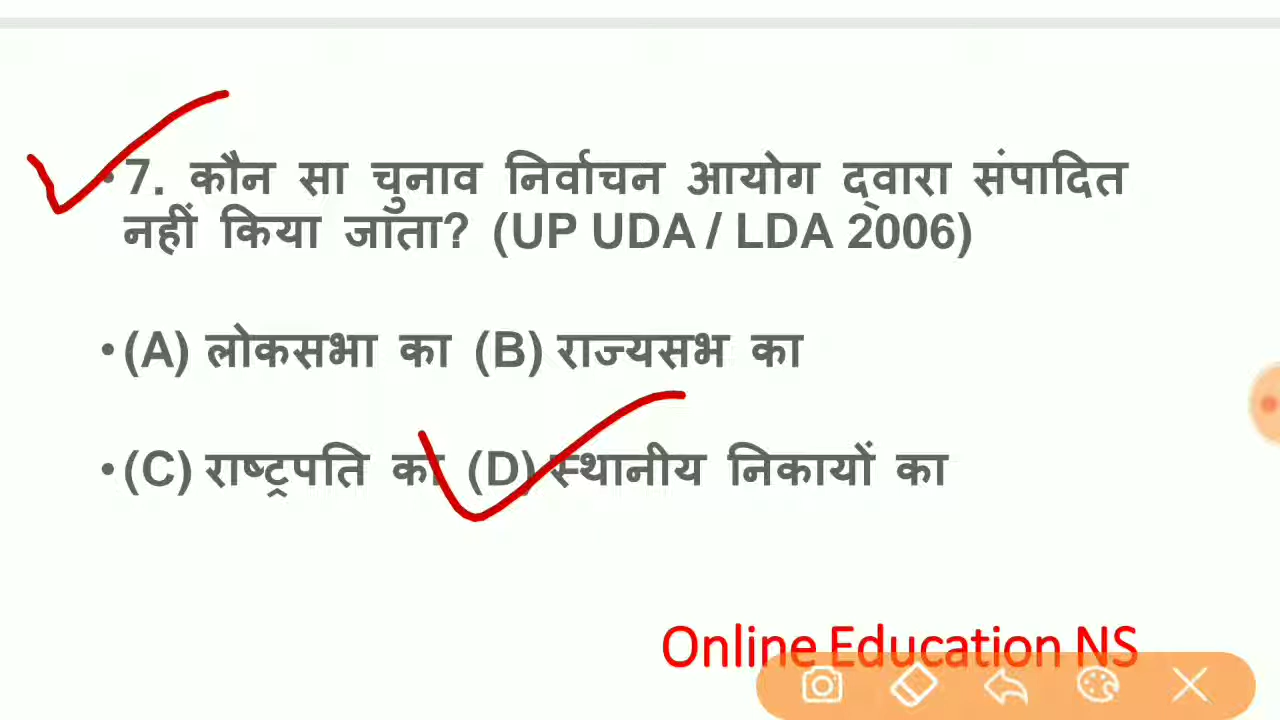 • 7. कौन सा चुनाव निर्वाचन आयोग द्वारा संपादित
नहीं किया जाता? (UP UDA / LDA 2006)
• (A) लोकसभा का (B) राज्यसभ का
• (C) राष्ट्रपति का (D) स्थानीय निकायों का
Online Education NS